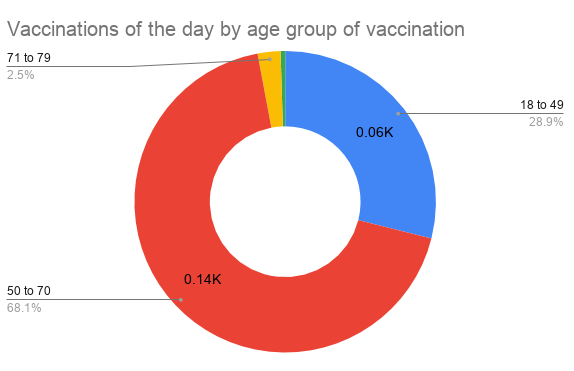 Vaccinations of the day by age group of vaccination
71 to 79
2.5%
18 to 49
28.9%
0.06K
0.14K
50 to 70
68.1%